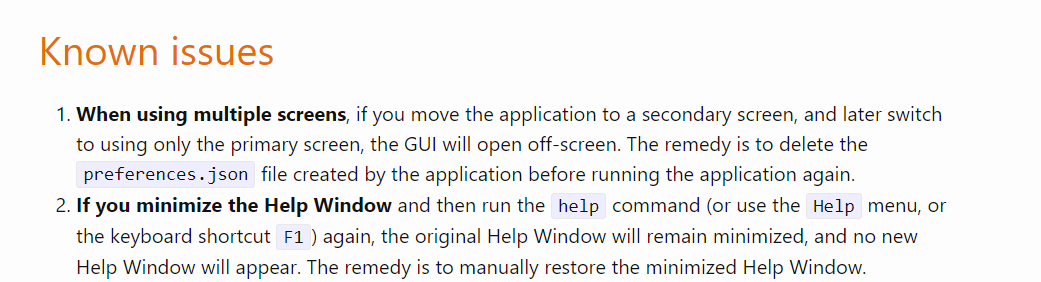 Known issues
1. When using multiple screens, if you move the application to a secondary screen, and later switch
to using only the primary screen, the GUI will open off-screen. The remedy is to delete the
preferences.json file created by the application before running the application again.
2. If you minimize the Help Window and then run the help command (or use the Help menu, or
the keyboard shortcut F1) again, the original Help Window will remain minimized, and no new
Help Window will appear. The remedy is to manually restore the minimized Help Window.